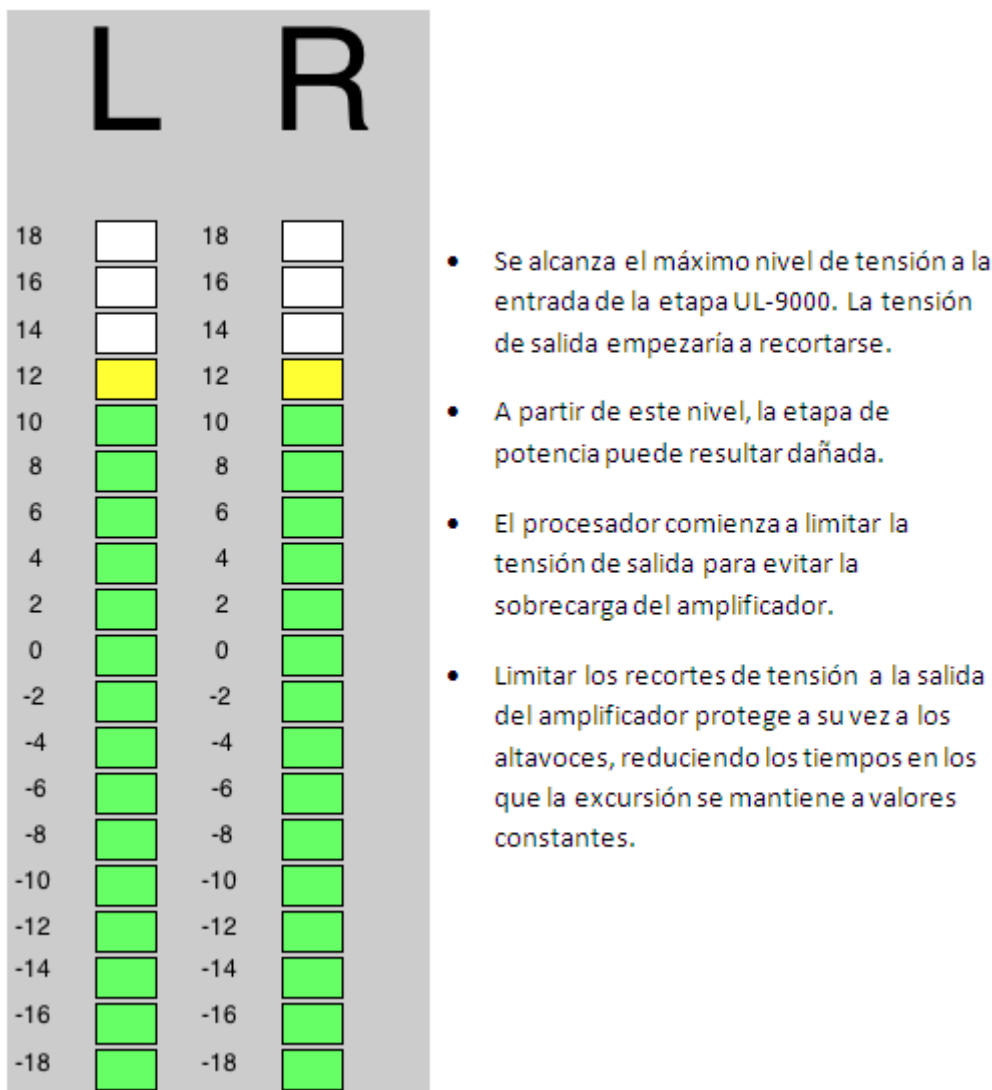 L R
18 18
16 16
14 14
12 12
10 10
8 8
6 6
4 4
2 2
0 0
-2 -2
-4 -4
-6 -6
-8 -8
-10 -10
-12 -12
-14 -14
-16 -16
-18 -18
• Se alcanza el máximo nivel de tensión a la
entrada de la etapa UL-9000. La tensión
de salida empezaría a recortarse.
• A partir de este nivel, la etapa de
potencia puede resultar dañada.
• El procesador comienza a limitar la
tensión de salida para evitar la
sobrecarga del amplificador.
• Limitar los recortes de tensión a la salida
del amplificador protege a su vez a los
altavoces, reduciendo los tiempos en los
que la excursión se mantiene a valores
constantes.